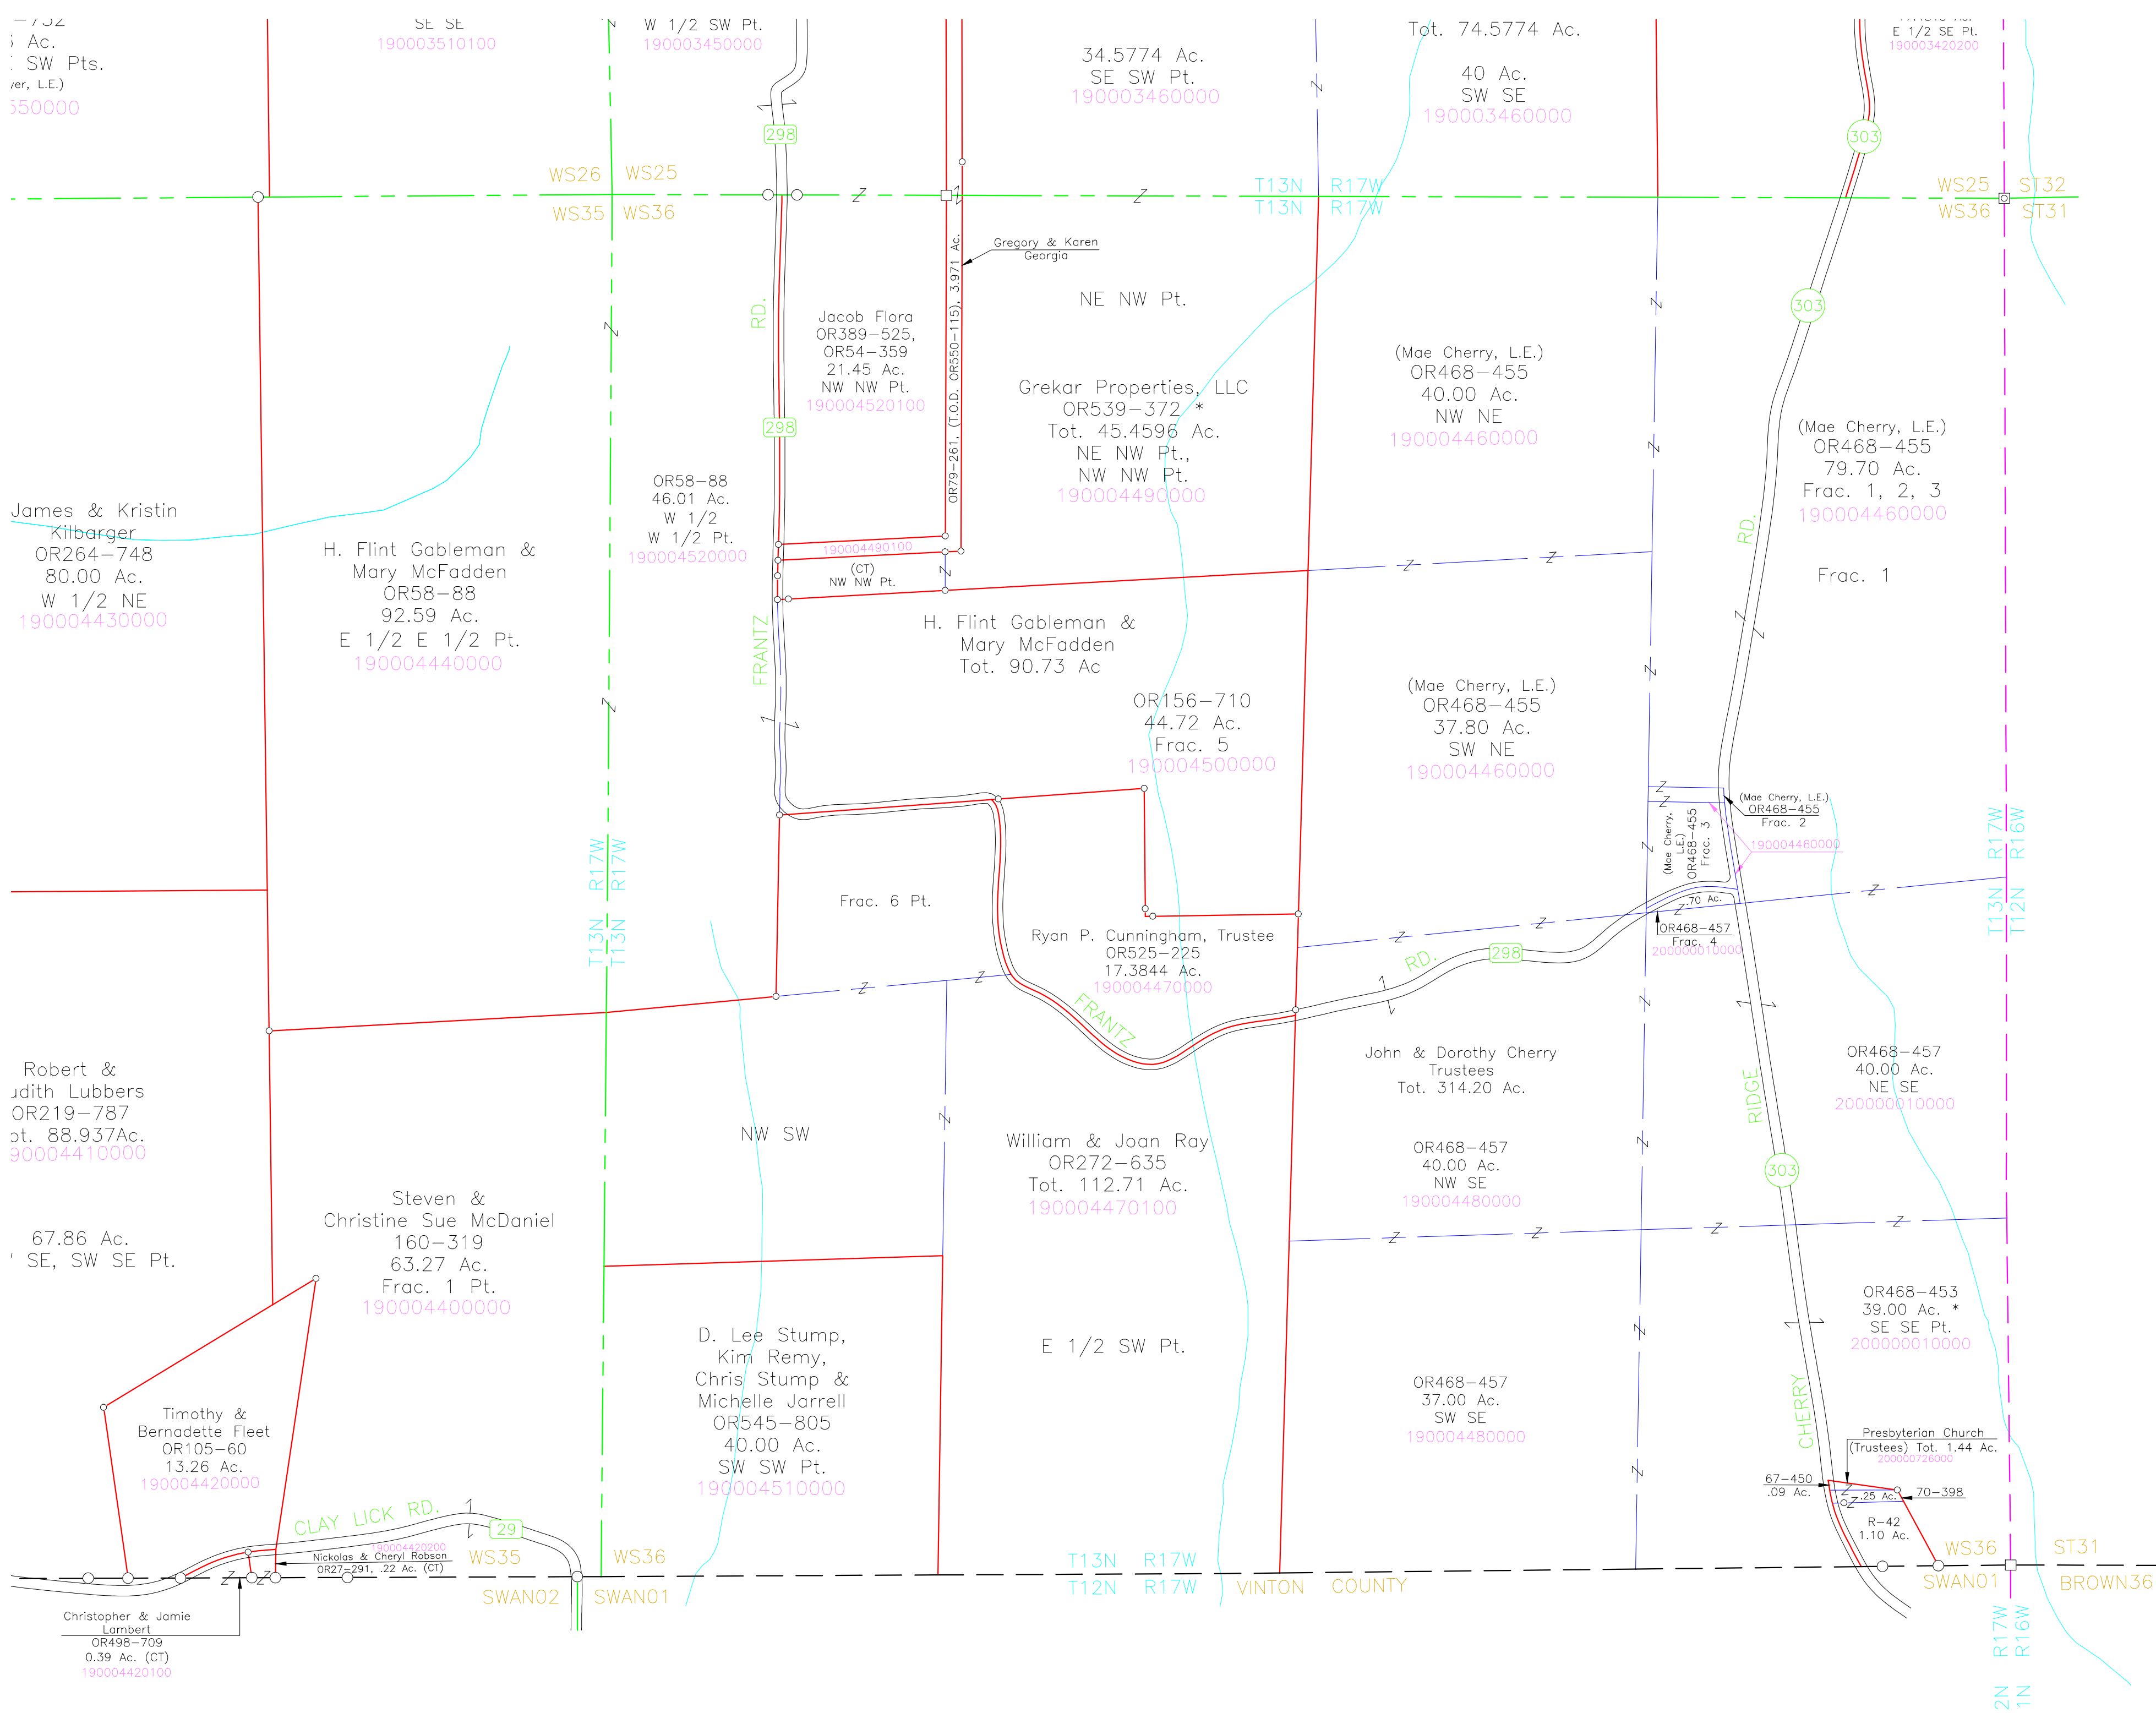 -732
5 Ac.
SW Pts.
yer, L.E.)
550000
SE SE
190003510100
W 1/2 SW Pt.
190003450000
298
34.5774 Ac.
SE SW Pt.
190003460000
Tot. 74.5774 Ac.
40 Ac.
SW SE
190003460000
E 1/2 SE Pt.
190003420200
303
WS26 WS25
WS35 WS36
T13N R17W
T13N R17W
WS25 ST32
WS36 ST31
Gregory & Karen
Georgia
OR79-261, (T.O.D. OR550-115), 3.971 Ac.
NE NW Pt.
RD.
Jacob Flora
OR389-525,
OR54-359
21.45 Ac.
NW NW Pt.
190004520100
298
Grekar Properties, LLC
OR539-372 *
Tot. 45.4596 Ac.
NE NW Pt.,
NW NW Pt.
190004490000
303
(Mae Cherry, L.E.)
OR468-455
40.00 Ac.
NW NE
190004460000
(Mae Cherry, L.E.)
OR468-455
79.70 Ac.
Frac. 1, 2, 3
190004460000
RD.
Frac. 1
James & Kristin
Kilbarger
OR264-748
80.00 Ac.
W 1/2 NE
190004430000
H. Flint Gableman &
Mary McFadden
OR58-88
92.59 Ac.
E 1/2 E 1/2 Pt.
190004440000
OR58-88
46.01 Ac.
W 1/2
W 1/2 Pt.
190004520000
190004490100
(CT)
NW NW Pt.
FRANTZ
H. Flint Gableman &
Mary McFadden
Tot. 90.73 Ac
OR156-710
44.72 Ac.
Frac. 5
190004500000
(Mae Cherry, L.E.)
OR468-455
37.80 Ac.
SW NE
190004460000
(Mae Cherry, L.E.)
OR468-455
Frac. 2
(Mae Cherry,
L.E.)
OR468-455
Frac. 3
190004460000
.70 Ac.
OR468-457
Frac. 4
200000010000
T13N R17W
T13N R17W
T13N R17W
T12N R16W
Frac. 6 Pt.
Ryan P. Cunningham, Trustee
OR525-225
17.3844 Ac.
190004470000
FRANTZ
RD.
298
Robert &
udith Lubbers
OR219-787
ot. 88.937Ac.
90004410000
67.86 Ac.
SE, SW SE Pt.
John & Dorothy Cherry
Trustees
Tot. 314.20 Ac.
OR468-457
40.00 Ac.
NW SE
190004480000
RIDGE
303
OR468-457
40.00 Ac.
NE SE
200000010000
NW SW
William & Joan Ray
OR272-635
Tot. 112.71 Ac.
190004470100
Steven &
Christine Sue McDaniel
160-319
63.27 Ac.
Frac. 1 Pt.
190004400000
D. Lee Stump,
Kim Remy,
Chris Stump &
Michelle Jarrell
OR545-805
40.00 Ac.
SW SW Pt.
190004510000
E 1/2 SW Pt.
OR468-457
37.00 Ac.
SW SE
190004480000
OR468-453
39.00 Ac. *
SE SE Pt.
200000010000
CHERRY
Timothy &
Bernadette Fleet
OR105-60
13.26 Ac.
190004420000
CLAY LICK RD.
29
190004420200
Nickolas & Cheryl Robson
OR27-291, .22 Ac. (CT)
Presbyterian Church
(Trustees) Tot. 1.44 Ac.
200000726000
67-450
.09 Ac.
.25 Ac.
70-398
R-42
1.10 Ac.
WS35 WS36
SWAN02 SWAN01
T13N R17W
T12N R17W
VINTON COUNTY
WS36 ST31
SWAN01 BROWN36
Christopher & Jamie
Lambert
OR498-709
0.39 Ac. (CT)
190004420100
2N R17W
1N R16W